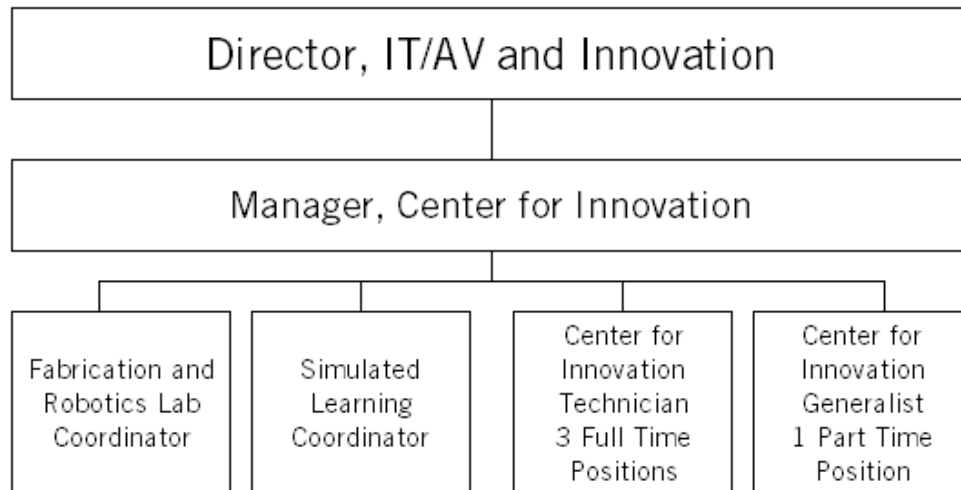 Director, IT/AV and Innovation
Manager, Center for Innovation
Fabrication and
Robotics Lab
Coordinator
Simulated
Learning
Coordinator
Center for
Innovation
Technician
3 Full Time
Positions
Center for
Innovation
Generalist
1 Part Time
Position